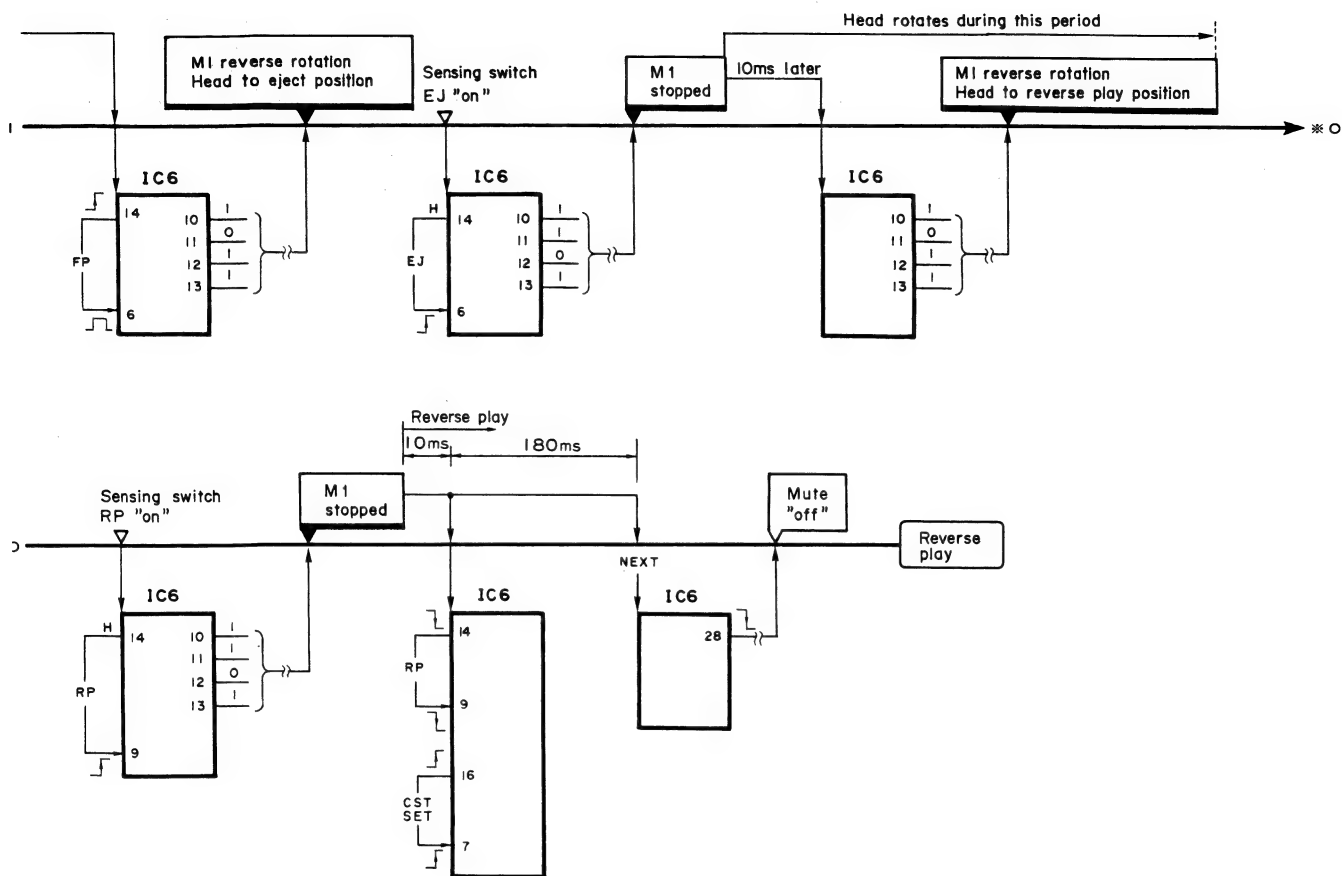 Head rotates during this period
M1 reverse rotation
Head to eject position
Sensing switch
EJ "on"
M1
stopped
10ms later
M1 reverse rotation
Head to reverse play position
1
※O
IC6
14
10
1
11
0
12
1
13
1
FP
6
IC6
H
14
10
1
11
1
12
0
13
1
EJ
6
IC6
10
1
11
0
12
1
13
1
Reverse play
10ms
180ms
Sensing switch
RP "on"
M1
stopped
Mute
"off"
NEXT
Reverse
play
IC6
H
14
10
1
11
1
12
0
13
1
RP
9
IC6
14
RP
9
16
CST
SET
7
IC6
28